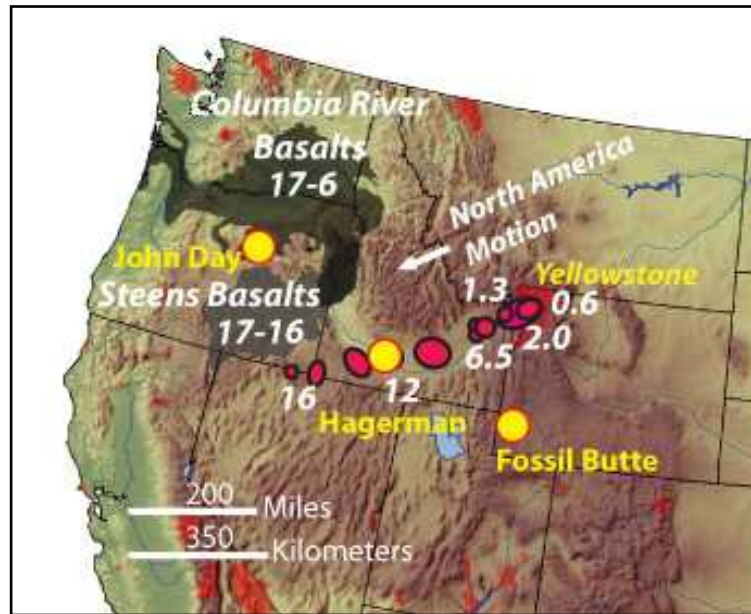 Columbia River
Basalts
17-6
North America
Motion
John Day
Steens Basalts
17-16
Yellowstone
1.3
0.6
2.0
6.5
16
12
Hagerman
Fossil Butte
200
Miles
350
Kilometers